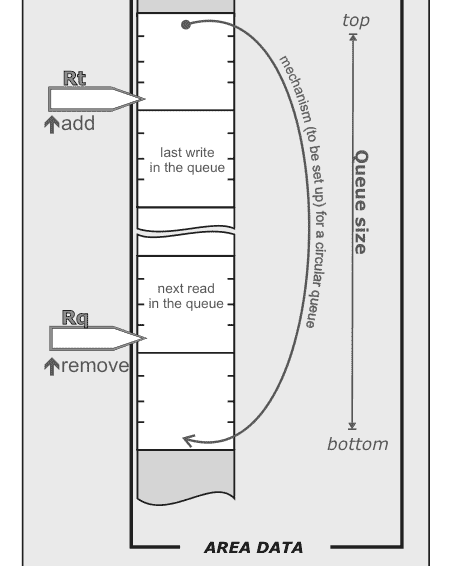 top
Rt
add
last write
in the queue
mechanism (to be set up) for a circular queue
Queue size
next read
in the queue
Rq
remove
bottom
AREA DATA